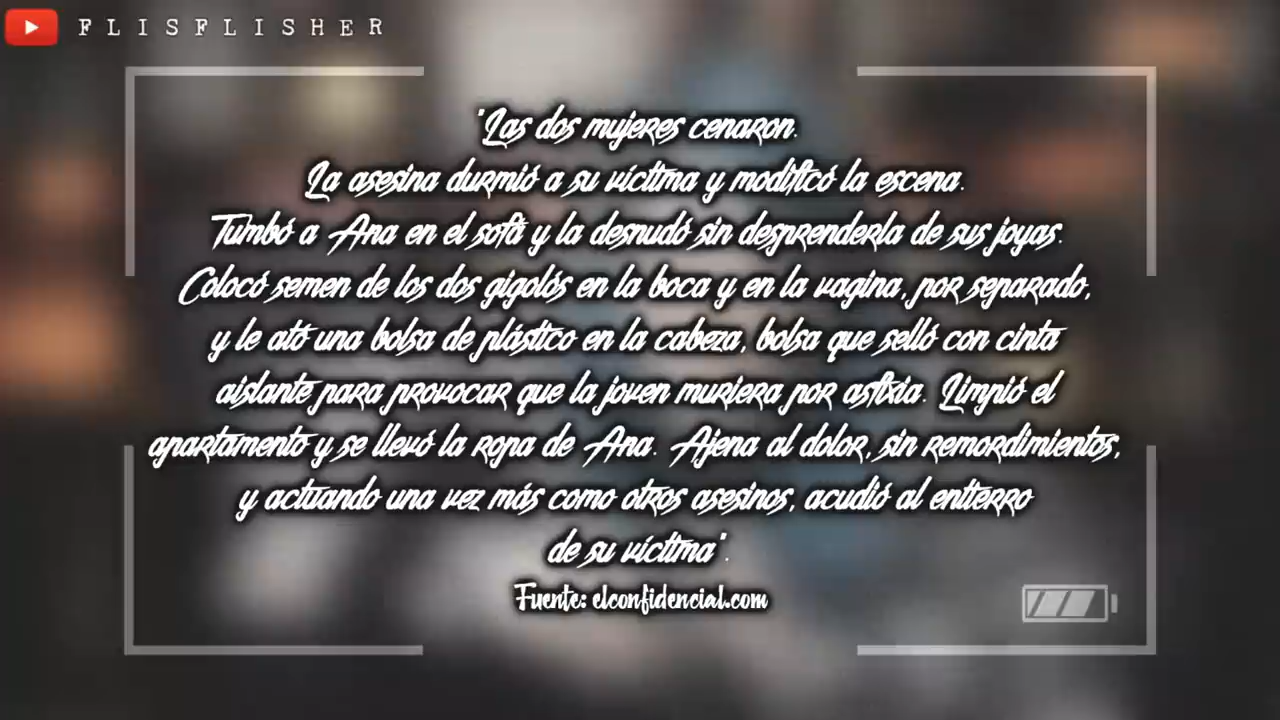 FLISFLISHER
"Las dos mujeres cenaron.
La asesina durmió a su víctima y modificó la escena.
Tumbó a Ana en el sofá y la desnudó sin desprenderla de sus joyas.
Colocó semen de los dos gigolós en la boca y en la vagina, por separado,
y le ató una bolsa de plástico en la cabeza, bolsa que selló con cinta
aislante para provocar que la joven muriera por asfixia. Limpió el
apartamento y se llevó la ropa de Ana. Ajena al dolor, sin remordimientos,
y actuando una vez más como otros asesinos, acudió al entierro
de su víctima".
Fuente: elconfidencial.com